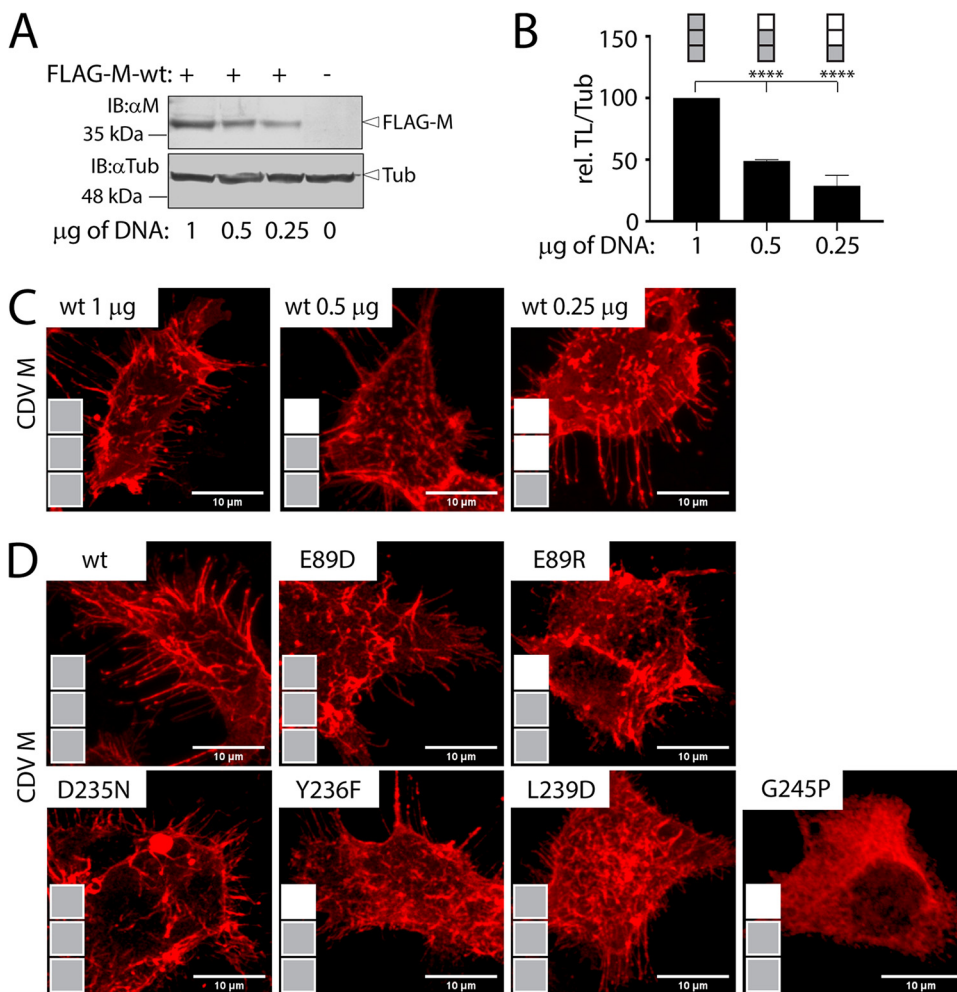 A
FLAG-M-wt: + + + -
IB:αM
35 kDa
FLAG-M
IB:αTub
48 kDa
Tub
μg of DNA: 1 0.5 0.25 0
B
rel. TL/Tub
150
100
50
0
**** ****
μg of DNA: 1 0.5 0.25
C
CDV M
wt 1 μg
wt 0.5 μg
wt 0.25 μg
10 μm
10 μm
10 μm
D
CDV M
wt
E89D
E89R
10 μm
10 μm
10 μm
D235N
Y236F
L239D
G245P
10 μm
10 μm
10 μm
10 μm